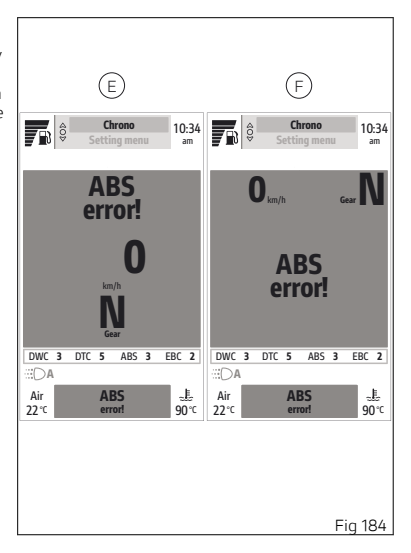 E
Chrono
Setting menu
10:34
am
ABS
error!
0
km/h
N
Gear
DWC 3 DTC 5 ABS 3 EBC 2
A
Air
22 °C
ABS
error!
90 °C
F
Chrono
Setting menu
10:34
am
0 km/h
Gear N
ABS
error!
DWC 3 DTC 5 ABS 3 EBC 2
A
Air
22 °C
ABS
error!
90 °C
Fig 184